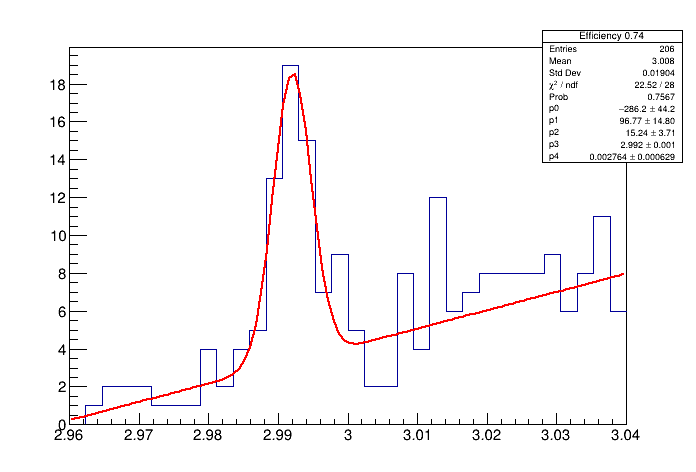 Efficiency 0.74
Entries 206
Mean 3.008
Std Dev 0.01904
χ² / ndf 22.52 / 28
Prob 0.7567
p0 −286.2 ± 44.2
p1 96.77 ± 14.80
p2 15.24 ± 3.71
p3 2.992 ± 0.001
p4 0.002764 ± 0.000629
18
16
14
12
10
8
6
4
2
0
2.96 2.97 2.98 2.99 3 3.01 3.02 3.03 3.04